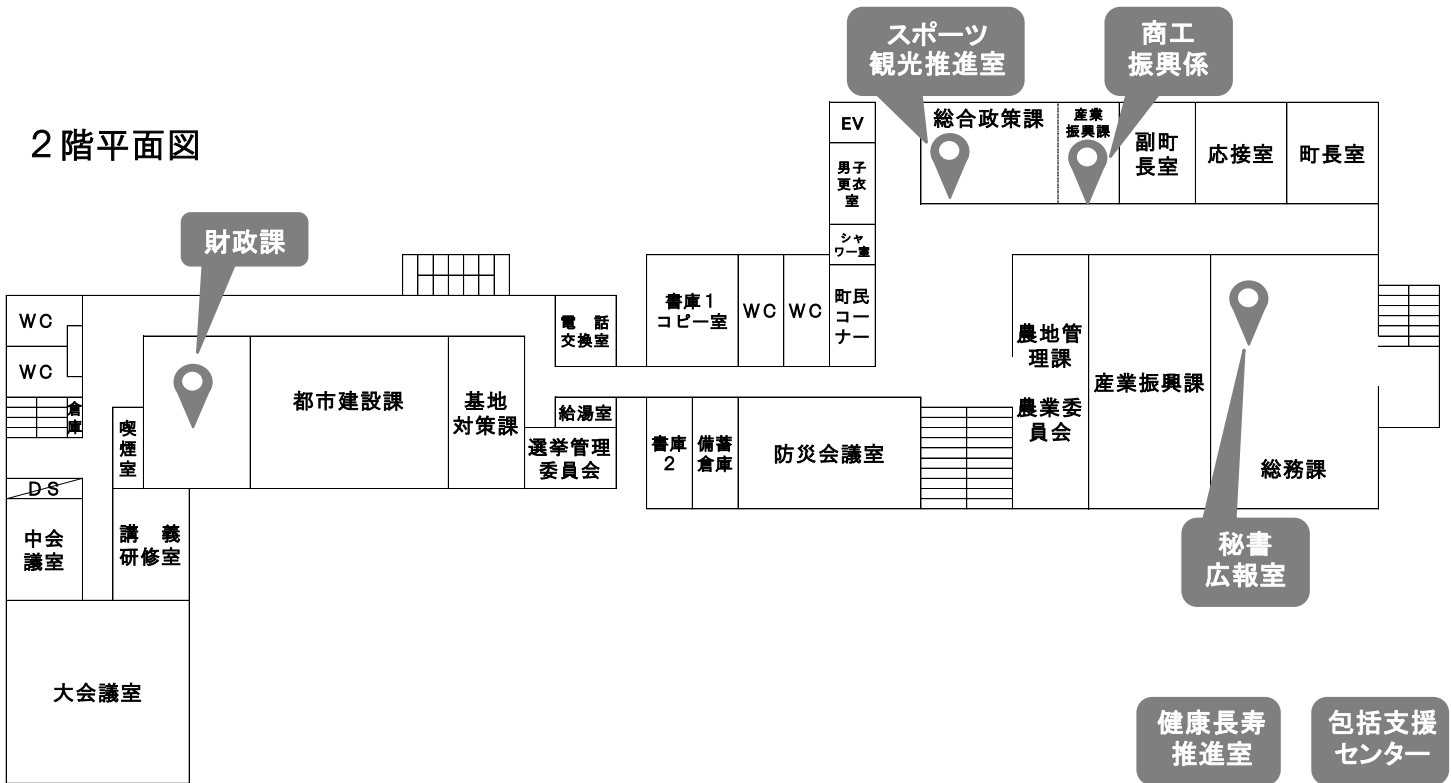 スポーツ
観光推進室
商工
振興係
2階平面図
EV
総合政策課
産業
振興課
副町
長室
応接室
町長室
男子
更衣
室
シャ
ワー室
財政課
WC
WC
倉
庫
喫
煙
室
都市建設課
基地
対策課
電 話
交換室
書庫1
コピー室
WC
WC
町民
コー
ナー
給湯室
選挙管理
委員会
書庫
2
備蓄
倉庫
防災会議室
農地管
理課
農業委
員会
産業振興課
総務課
秘書
広報室
DS
中会
議室
講 義
研修室
大会議室
健康長寿
推進室
包括支援
センター